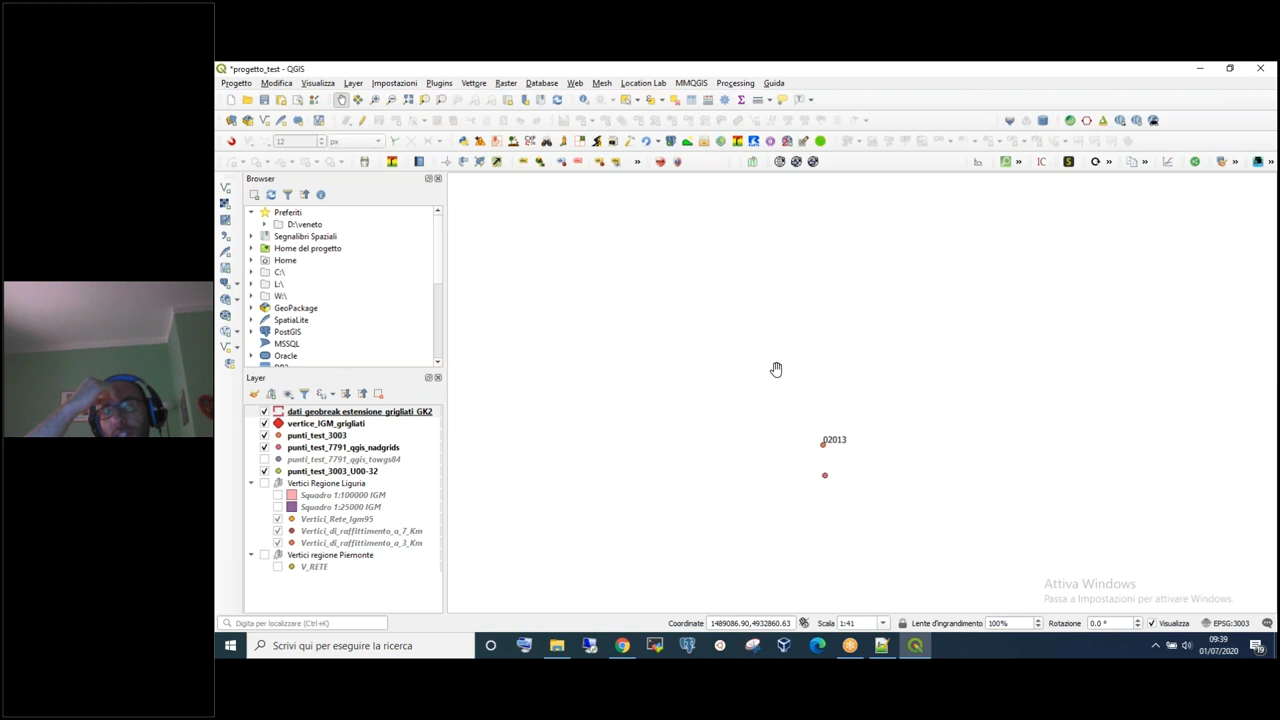 *progetto_test - QGIS
Progetto Modifica Visualizza Layer Impostazioni Plugins Vettore Raster Database Web Mesh Location Lab MMQGIS Processing Guida
12 px
Browser
Preferiti
D:\veneto
Segnalibri Spaziali
Home del progetto
Home
C:\
L:\
W:\
GeoPackage
SpatiaLite
PostGIS
MSSQL
Oracle
Layer
dati_geobreak estensione_grigliati_GK2
vertice_IGM_grigliati
punti_test_3003
punti_test_7791_qgis_nadgrids
punti_test_7791_qgis_towgs84
punti_test_3003_U00-32
Vertici Regione Liguria
Squadro 1:100000 IGM
Squadro 1:25000 IGM
Vertici_Rete_Igm95
Vertici_di_raffittimento_a_7_Km
Vertici_di_raffittimento_a_3_Km
Vertici regione Piemonte
V_RETE
02013
Attiva Windows
Passa a Impostazioni per attivare Windows.
Digita per localizzare (Ctrl+K)
Coordinate 1489086.90,4932860.63 Scala 1:41 Lente d'ingrandimento 100% Rotazione 0.0 ° Visualizza EPSG:3003
Scrivi qui per eseguire la ricerca
09:39
01/07/2020
19